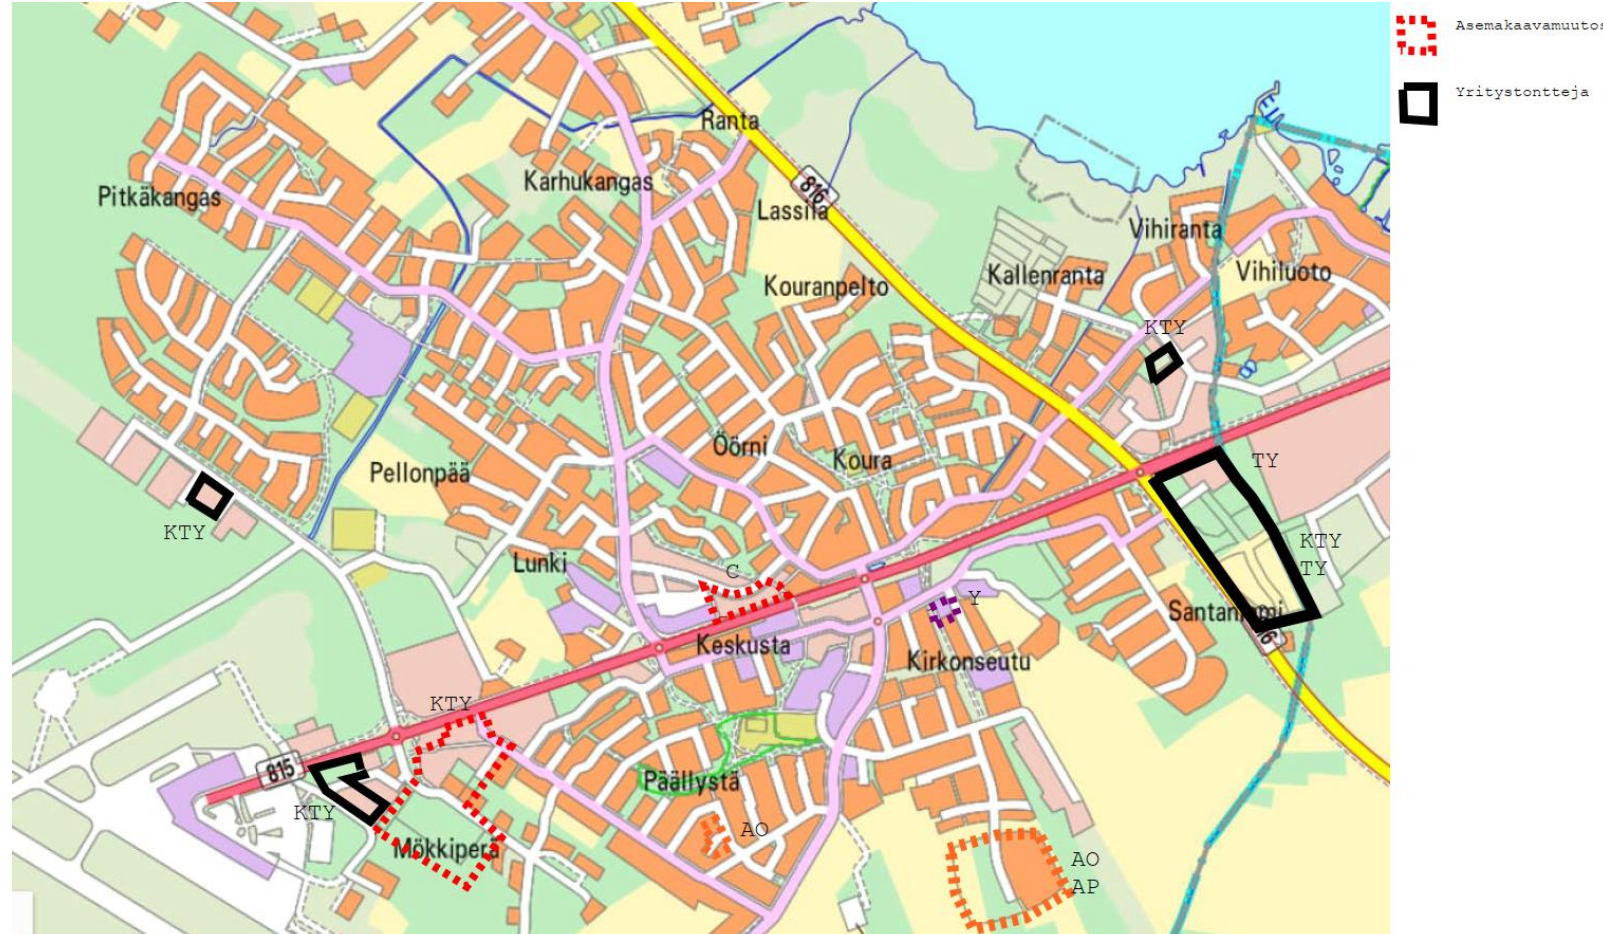 Asemakaavamuutos
Yritystontteja
Ranta
816
Karhukangas
Pitkäkangas
Lassila
Vihiranta
Kallenranta
Vihiluoto
Kouranpelto
KTY
Öörni
Koura
Pellonpää
TY
KTY
KTY
TY
Lunki
C
Y
Santaniemi
Keskusta
Kirkonseutu
KTY
815
Päällystä
KTY
Mökkiperä
AO
AO
AP